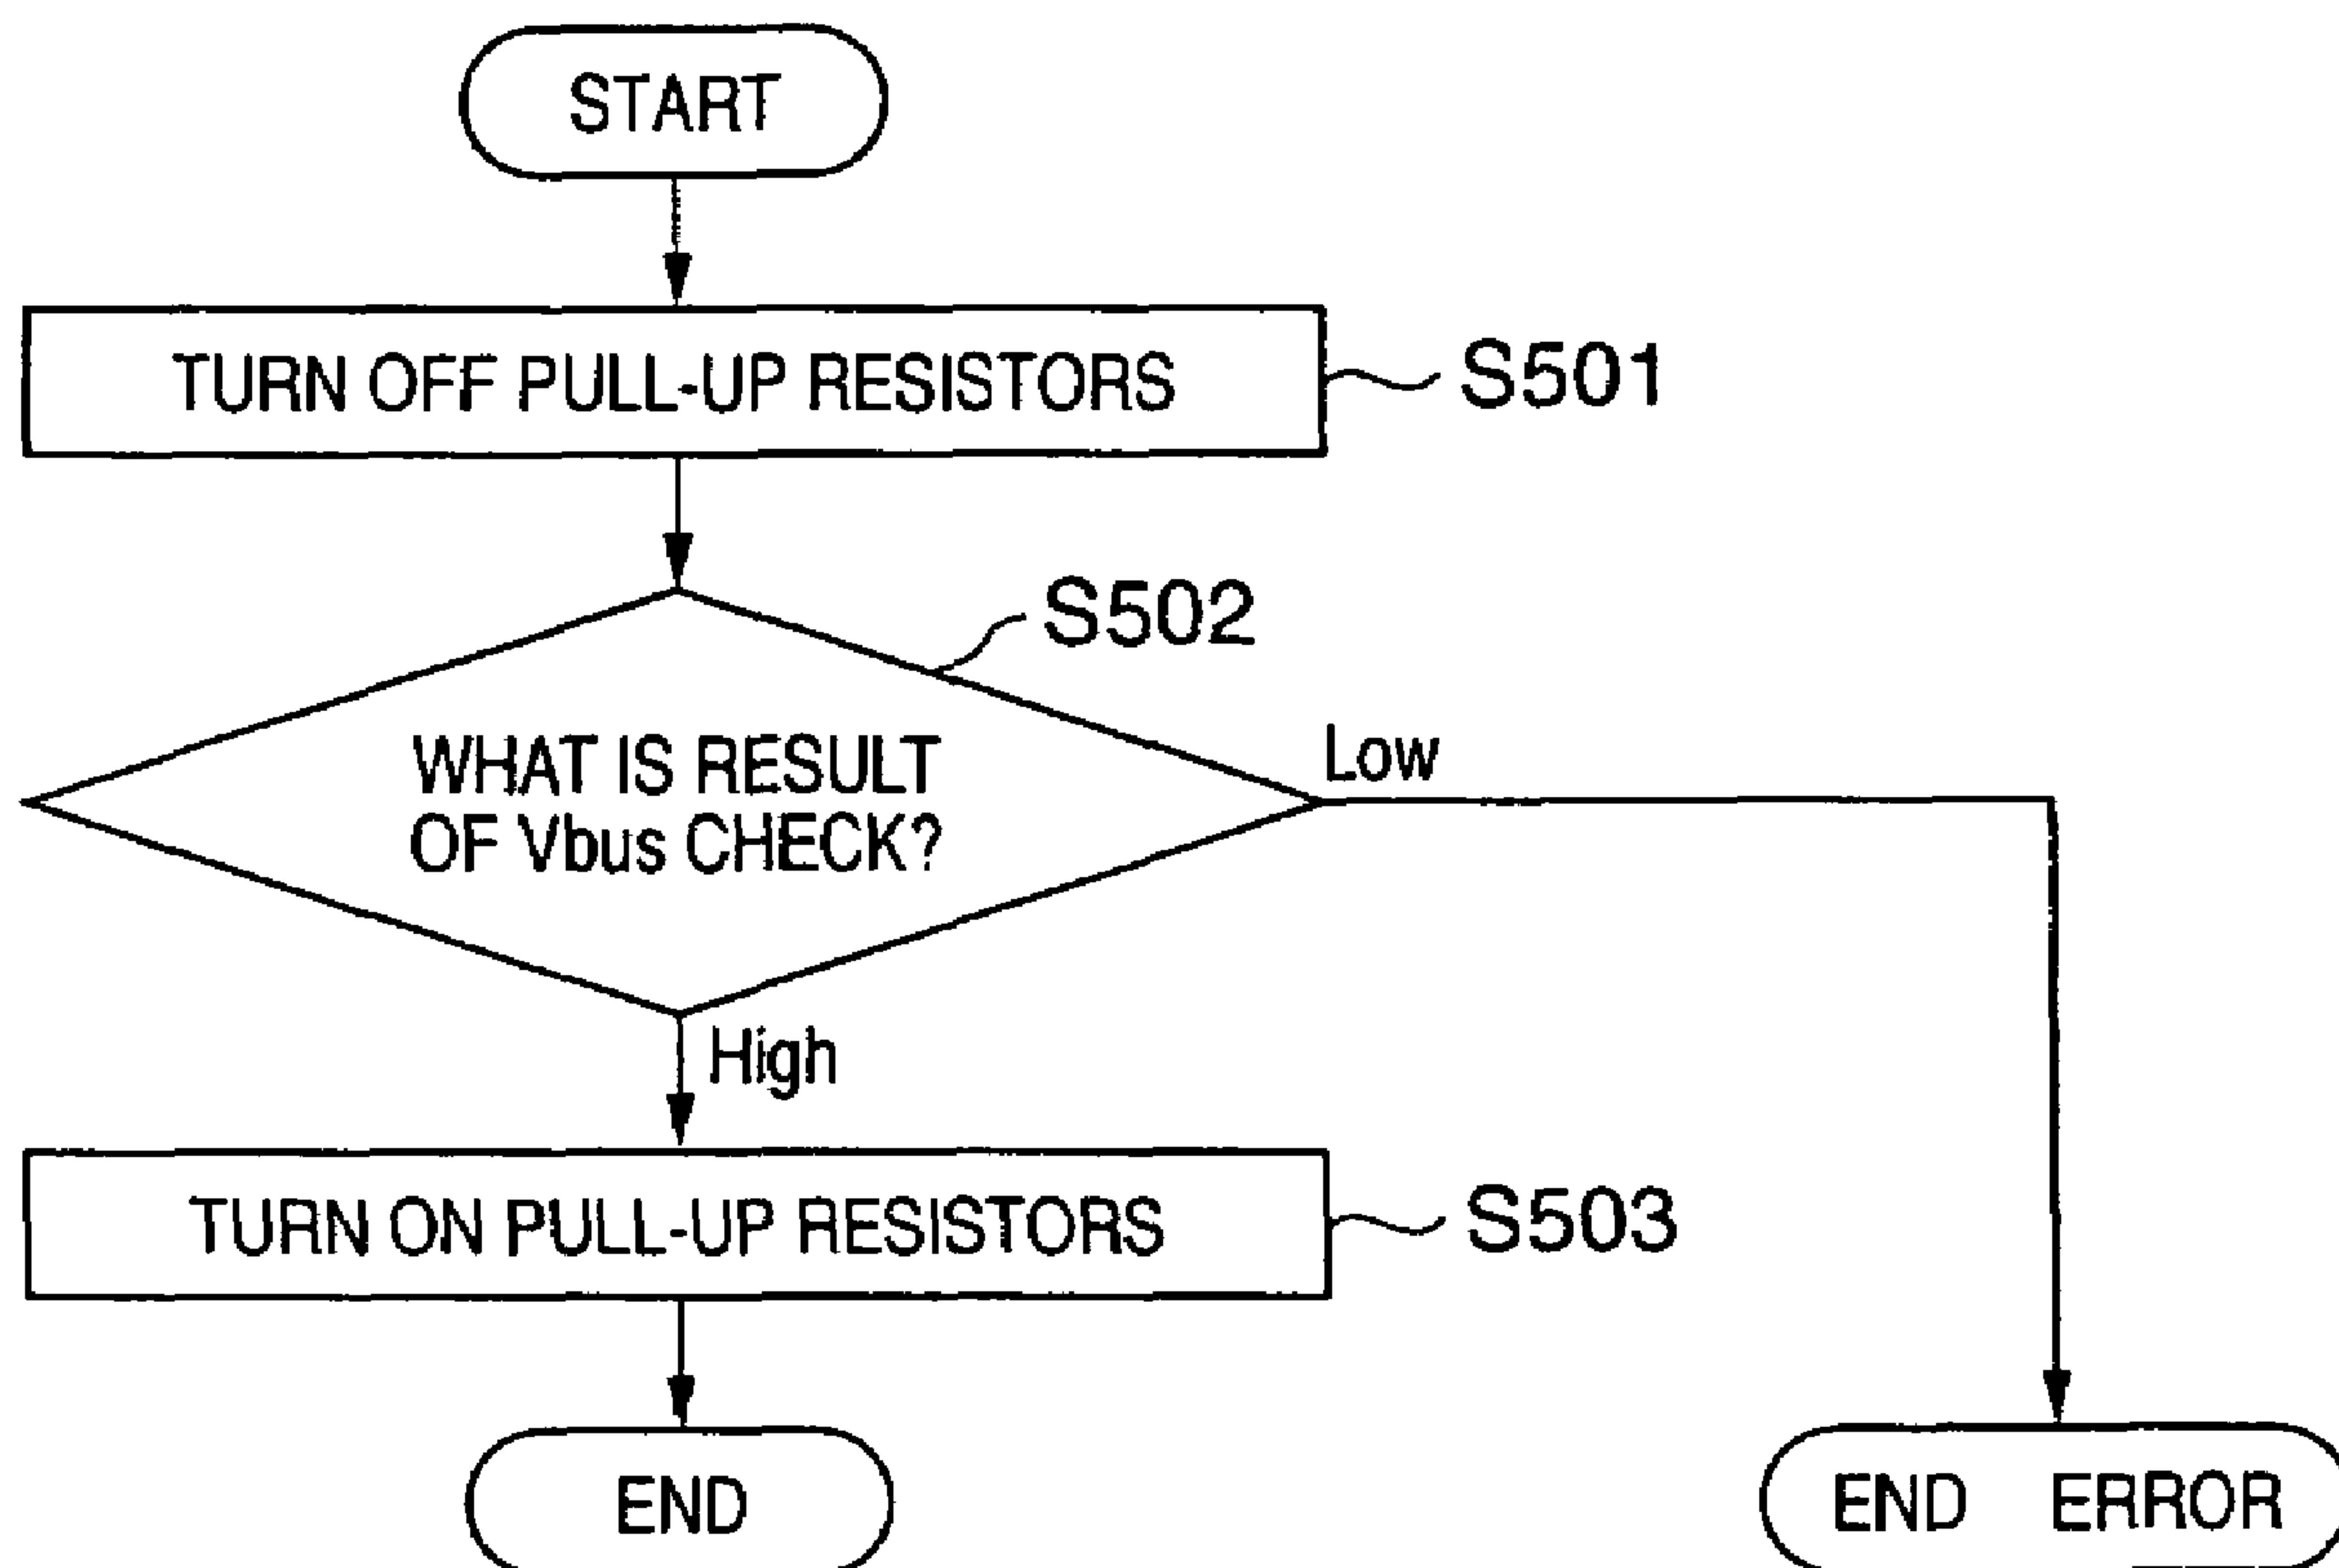 START
TURN OFF PULL-UP RESISTORS
S501
S502
WHAT IS RESULT
OF Vbus CHECK?
Low
High
TURN ON PULL-UP RESISTORS
S503
END
END ERROR